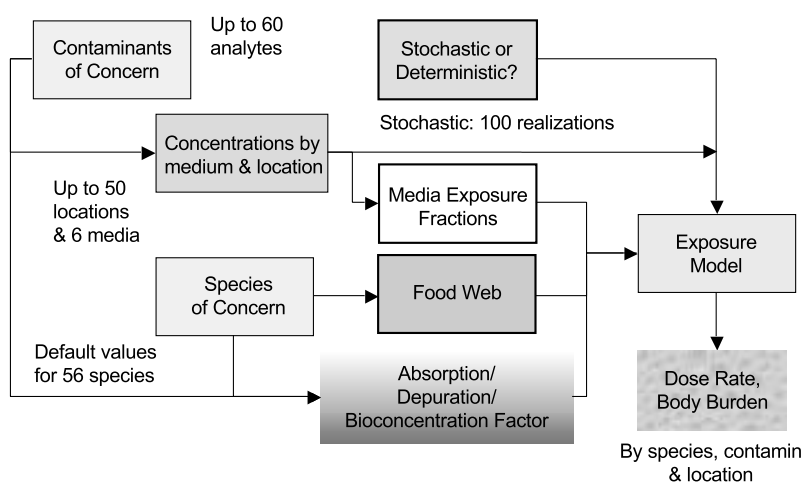 Contaminants
of Concern
Up to 60
analytes
Stochastic or
Deterministic?
Stochastic: 100 realizations
Concentrations by
medium & location
Up to 50
locations
& 6 media
Media Exposure
Fractions
Exposure
Model
Species
of Concern
Food Web
Default values
for 56 species
Absorption/
Depuration/
Bioconcentration Factor
Dose Rate,
Body Burden
By species, contamin
& location